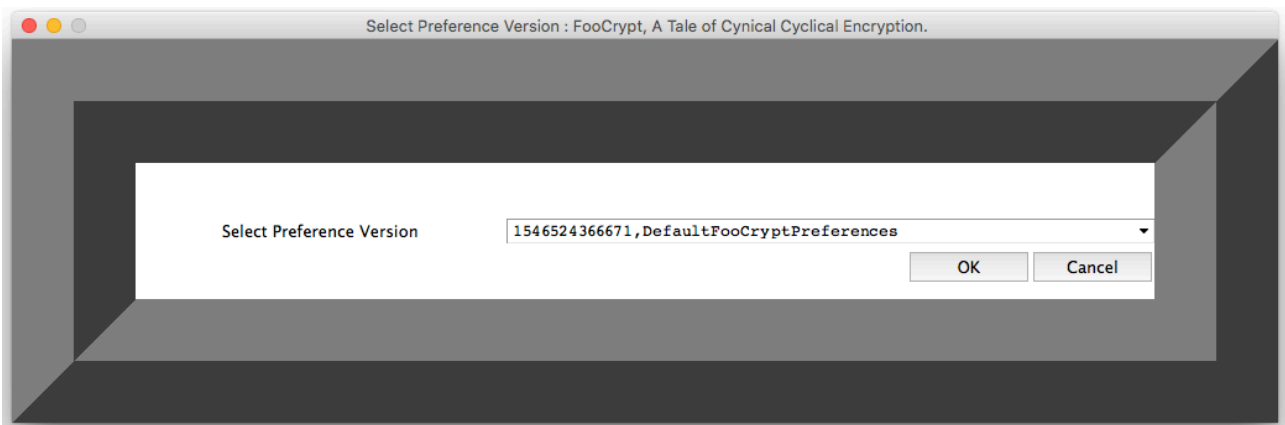 Select Preference Version : FooCrypt, A Tale of Cynical Cyclical Encryption.
Select Preference Version 1546524366671,DefaultFooCryptPreferences
OK Cancel